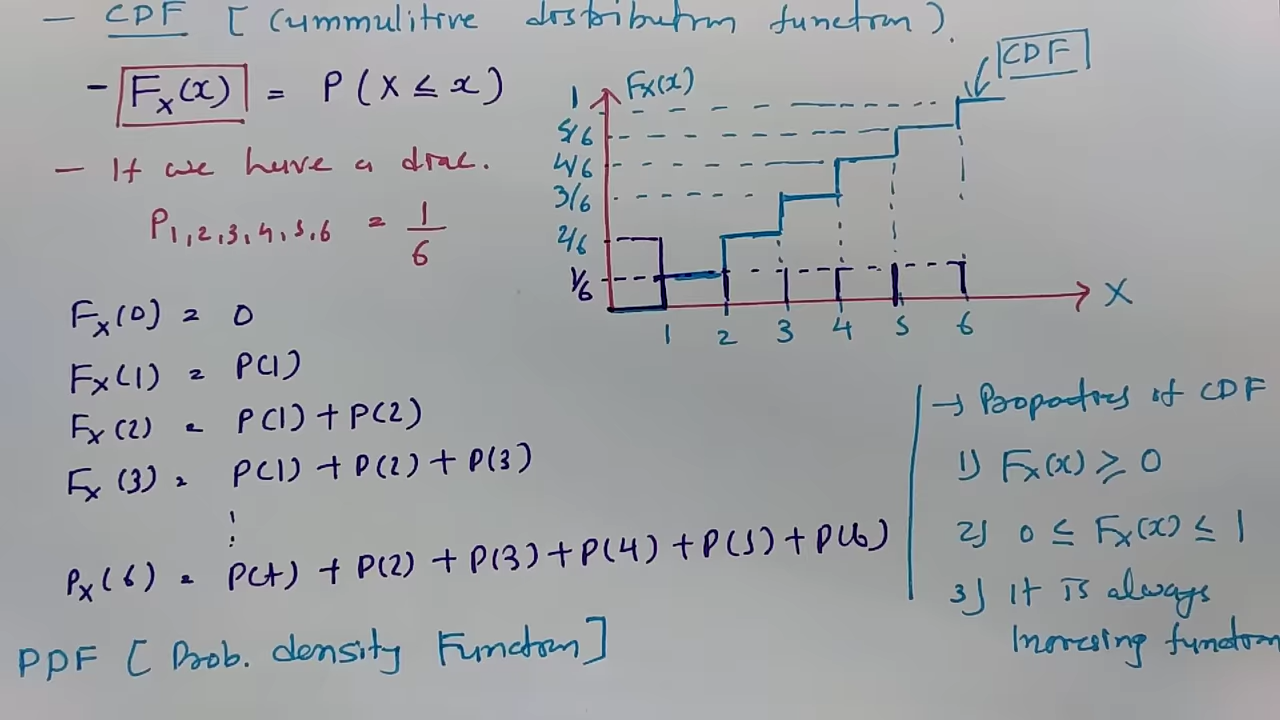 - CDF [ Cummulitive distribution function ).
- Fx(x) = P ( X ≤ x )
- If we have a dice.
P1,2,3,4,5,6 = 1/6
Fx(0) = 0
Fx(1) = P(1)
Fx(2) = P(1) + P(2)
Fx(3) = P(1) + P(2) + P(3)
Px(6) = P(1) + P(2) + P(3) + P(4) + P(5) + P(6)
PDF [ Prob. density Function ]
CDF
Fx(x)
1
5/6
4/6
3/6
2/6
1/6
1 2 3 4 5 6
X
→ Propacties of CDF
1) Fx(x) ≥ 0
2) 0 ≤ Fx(x) ≤ 1
3) It is always
Increasing function